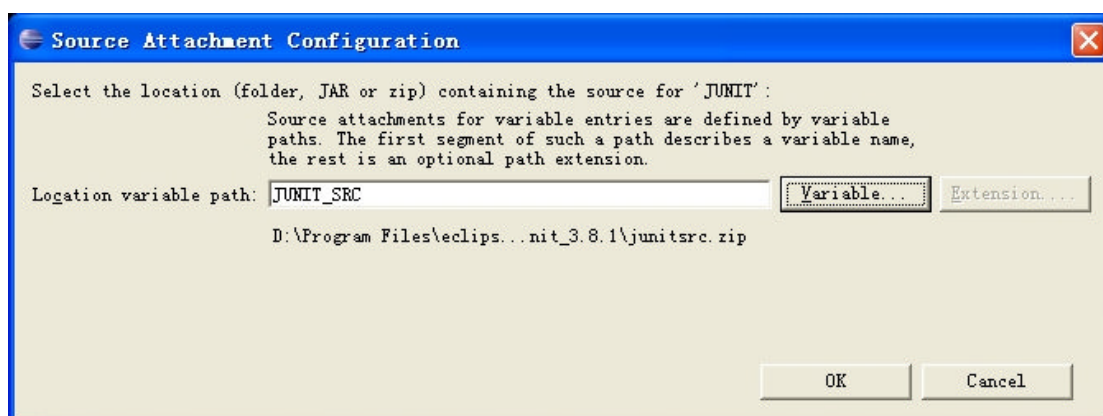 Source Attachment Configuration
Select the location (folder, JAR or zip) containing the source for 'JUNIT':
Source attachments for variable entries are defined by variable
paths. The first segment of such a path describes a variable name,
the rest is an optional path extension.
Location variable path: JUNIT_SRC Variable... Extension....
D:\Program Files\eclips...nit_3.8.1\junitsrc.zip
OK Cancel